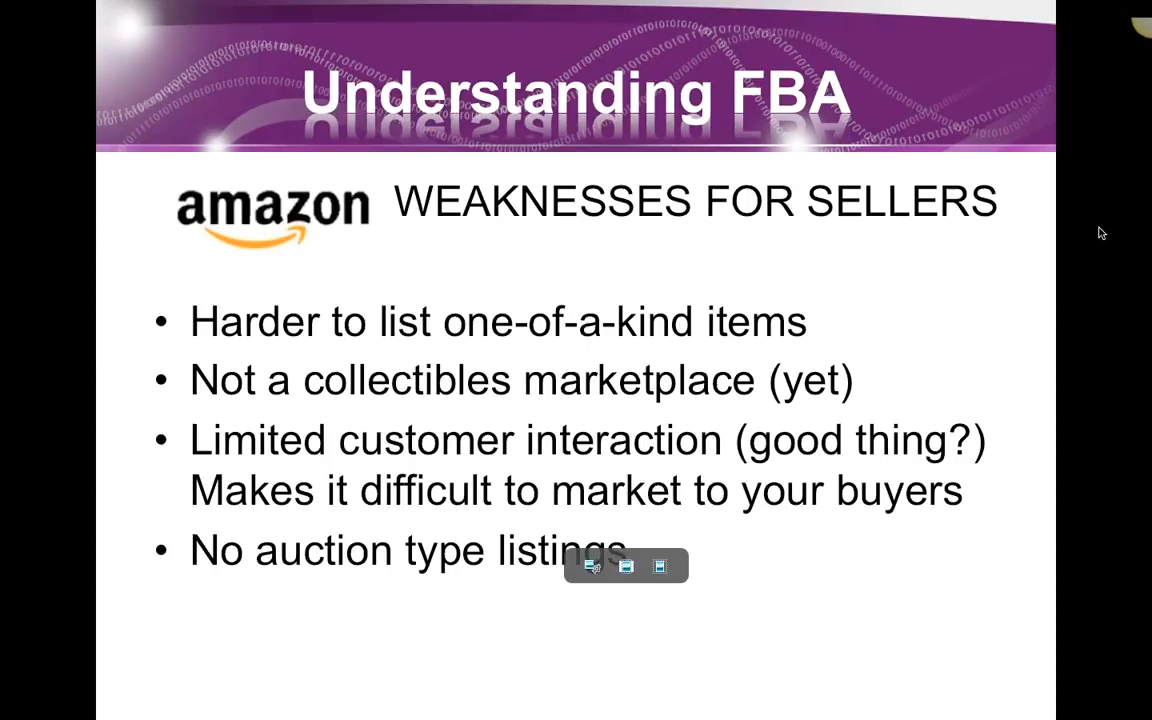 Understanding FBA
amazon WEAKNESSES FOR SELLERS
• Harder to list one-of-a-kind items
• Not a collectibles marketplace (yet)
• Limited customer interaction (good thing?)
Makes it difficult to market to your buyers
• No auction type listings